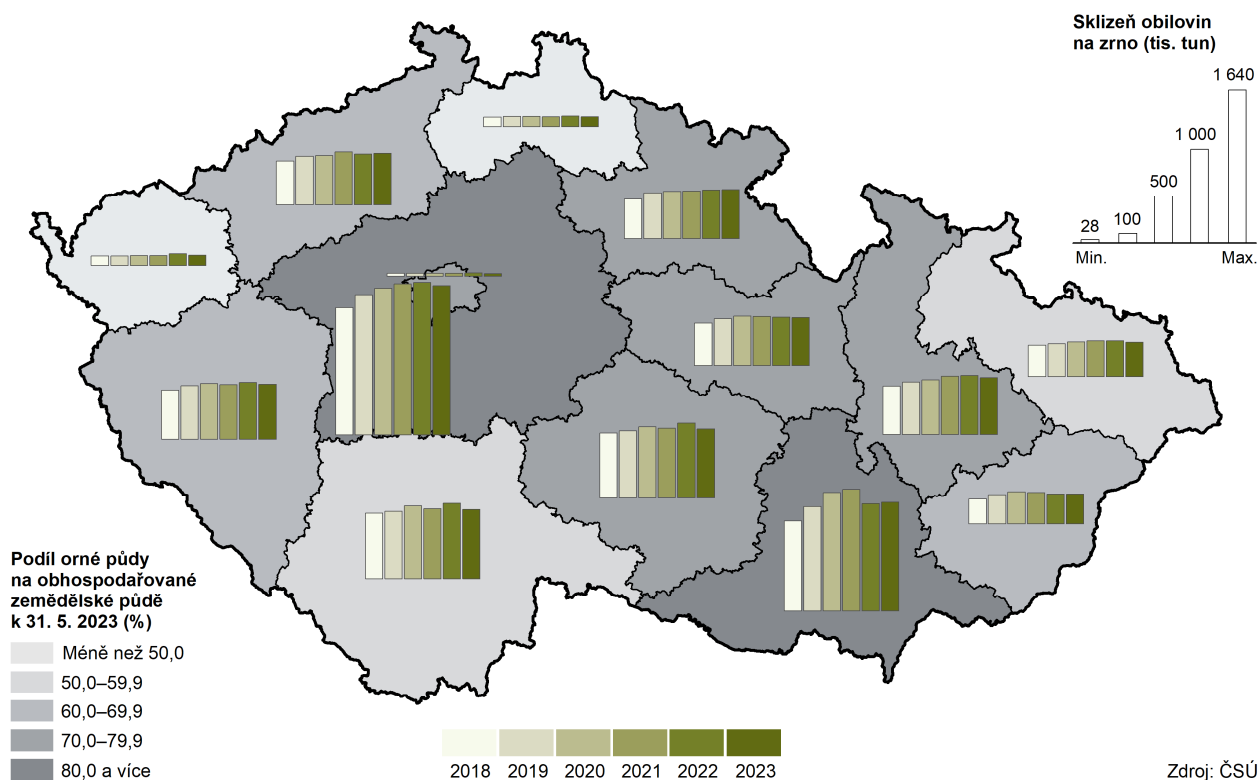 Sklizeň obilovin
na zrno (tis. tun)
1 640
1 000
500
100
28
Min.
Max.
Podíl orné půdy
na obhospodařované
zemědělské půdě
k 31. 5. 2023 (%)
Méně než 50,0
50,0–59,9
60,0–69,9
70,0–79,9
80,0 a více
2018 2019 2020 2021 2022 2023
Zdroj: ČSÚ